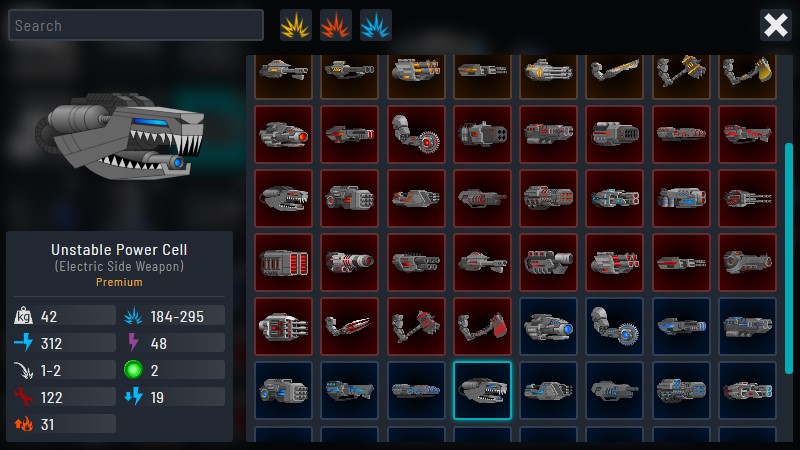 Search
Unstable Power Cell
(Electric Side Weapon)
Premium
42
184-295
312
48
1-2
2
122
19
31